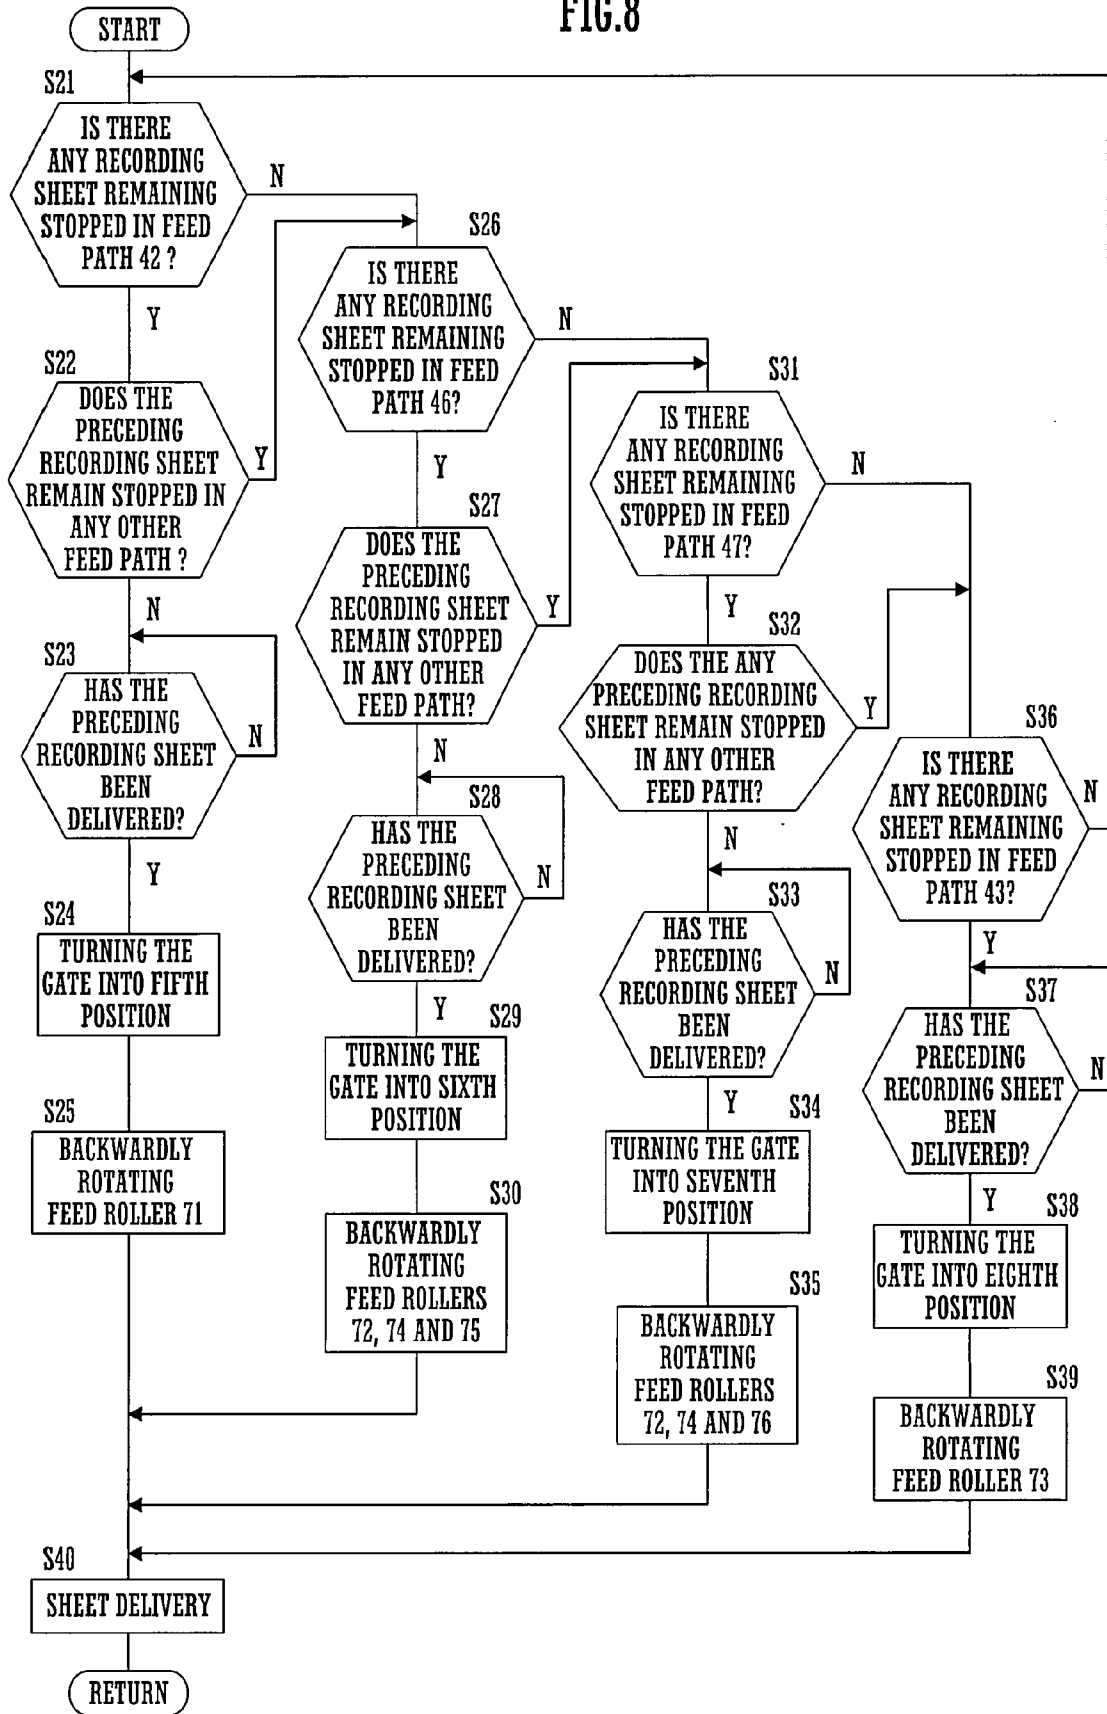 FIG.8
START
S21
IS THERE
ANY RECORDING
SHEET REMAINING
STOPPED IN FEED
PATH 42 ?
N
Y
S22
DOES THE
PRECEDING
RECORDING SHEET
REMAIN STOPPED IN
ANY OTHER
FEED PATH ?
Y
N
S23
HAS THE
PRECEDING
RECORDING SHEET
BEEN
DELIVERED?
N
Y
S24
TURNING THE
GATE INTO FIFTH
POSITION
S25
BACKWARDLY
ROTATING
FEED ROLLER 71
S26
IS THERE
ANY RECORDING
SHEET REMAINING
STOPPED IN FEED
PATH 46?
N
Y
S27
DOES THE
PRECEDING
RECORDING SHEET
REMAIN STOPPED
IN ANY OTHER
FEED PATH?
Y
N
S28
HAS THE
PRECEDING
RECORDING SHEET
BEEN
DELIVERED?
N
Y
S29
TURNING THE
GATE INTO SIXTH
POSITION
S30
BACKWARDLY
ROTATING
FEED ROLLERS
72, 74 AND 75
S31
IS THERE
ANY RECORDING
SHEET REMAINING
STOPPED IN FEED
PATH 47?
N
Y
S32
DOES THE ANY
PRECEDING RECORDING
SHEET REMAIN STOPPED
IN ANY OTHER
FEED PATH?
Y
N
S33
HAS THE
PRECEDING
RECORDING SHEET
BEEN
DELIVERED?
N
Y
S34
TURNING THE GATE
INTO SEVENTH
POSITION
S35
BACKWARDLY
ROTATING
FEED ROLLERS
72, 74 AND 76
S36
IS THERE
ANY RECORDING
SHEET REMAINING
STOPPED IN FEED
PATH 43?
N
Y
S37
HAS THE
PRECEDING
RECORDING SHEET
BEEN
DELIVERED?
N
Y
S38
TURNING THE
GATE INTO EIGHTH
POSITION
S39
BACKWARDLY
ROTATING
FEED ROLLER 73
S40
SHEET DELIVERY
RETURN